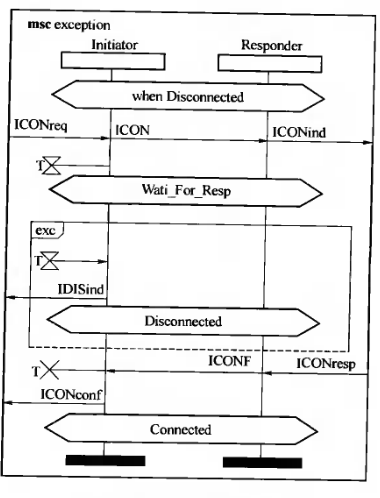 msc exception
Initiator Responder
when Disconnected
ICONreq ICON ICONind
T
Wati_For_Resp
exc
T
IDISind
Disconnected
T ICONF ICONresp
ICONconf
Connected